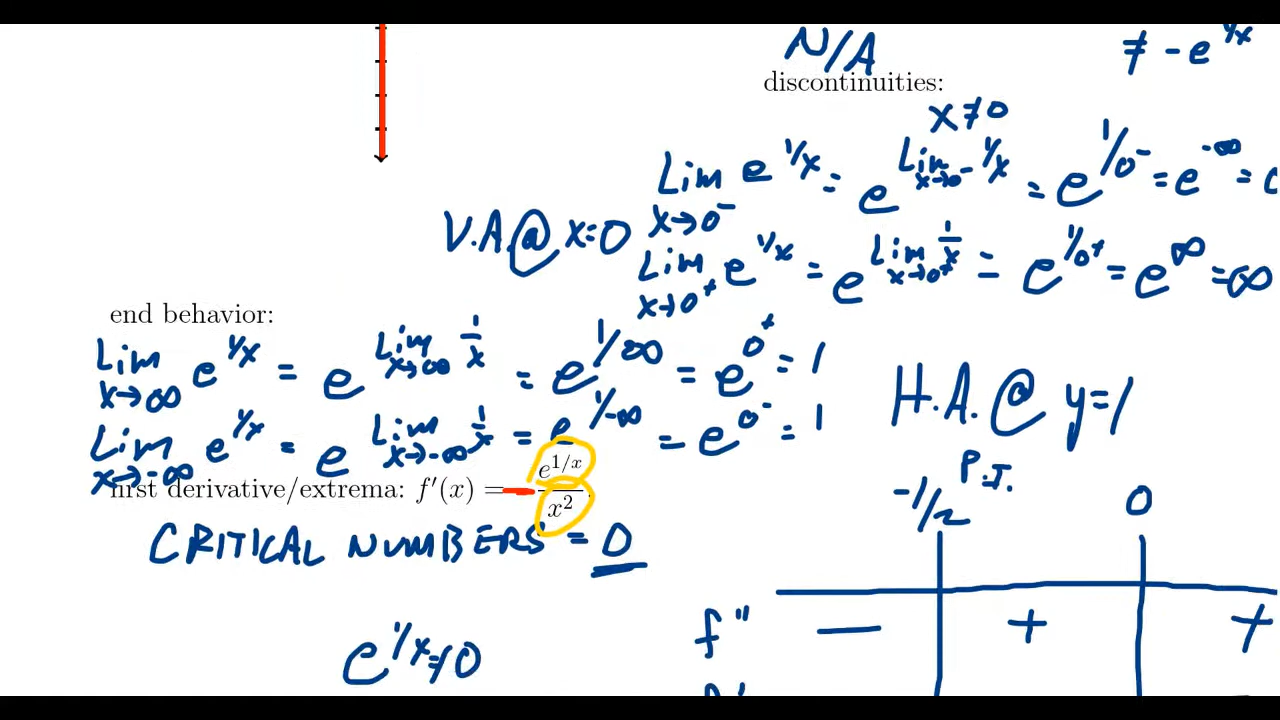 N/A
≠ - e^{1/x}
discontinuities:
x≠0
Lim_{x→0^-} e^{1/x} = e^{Lim_{x→0^-} 1/x} = e^{1/0^-} = e^{-∞} =
V.A.@ x=0
Lim_{x→0^+} e^{1/x} = e^{Lim_{x→0^+} 1/x} = e^{1/0^+} = e^{∞} = ∞
end behavior:
Lim_{x→∞} e^{1/x} = e^{Lim_{x→∞} 1/x} = e^{1/∞} = e^{0^+} = 1
H.A.@ y=1
Lim_{x→-∞} e^{1/x} = e^{Lim_{x→-∞} 1/x} = e^{1/-∞} = e^{0^-} = 1
first derivative/extrema: f′(x) = - e^{1/x}/x^2
P.I.
-1/2 0
CRITICAL NUMBERS = 0
f" — + +
e^{1/x} ≠ 0